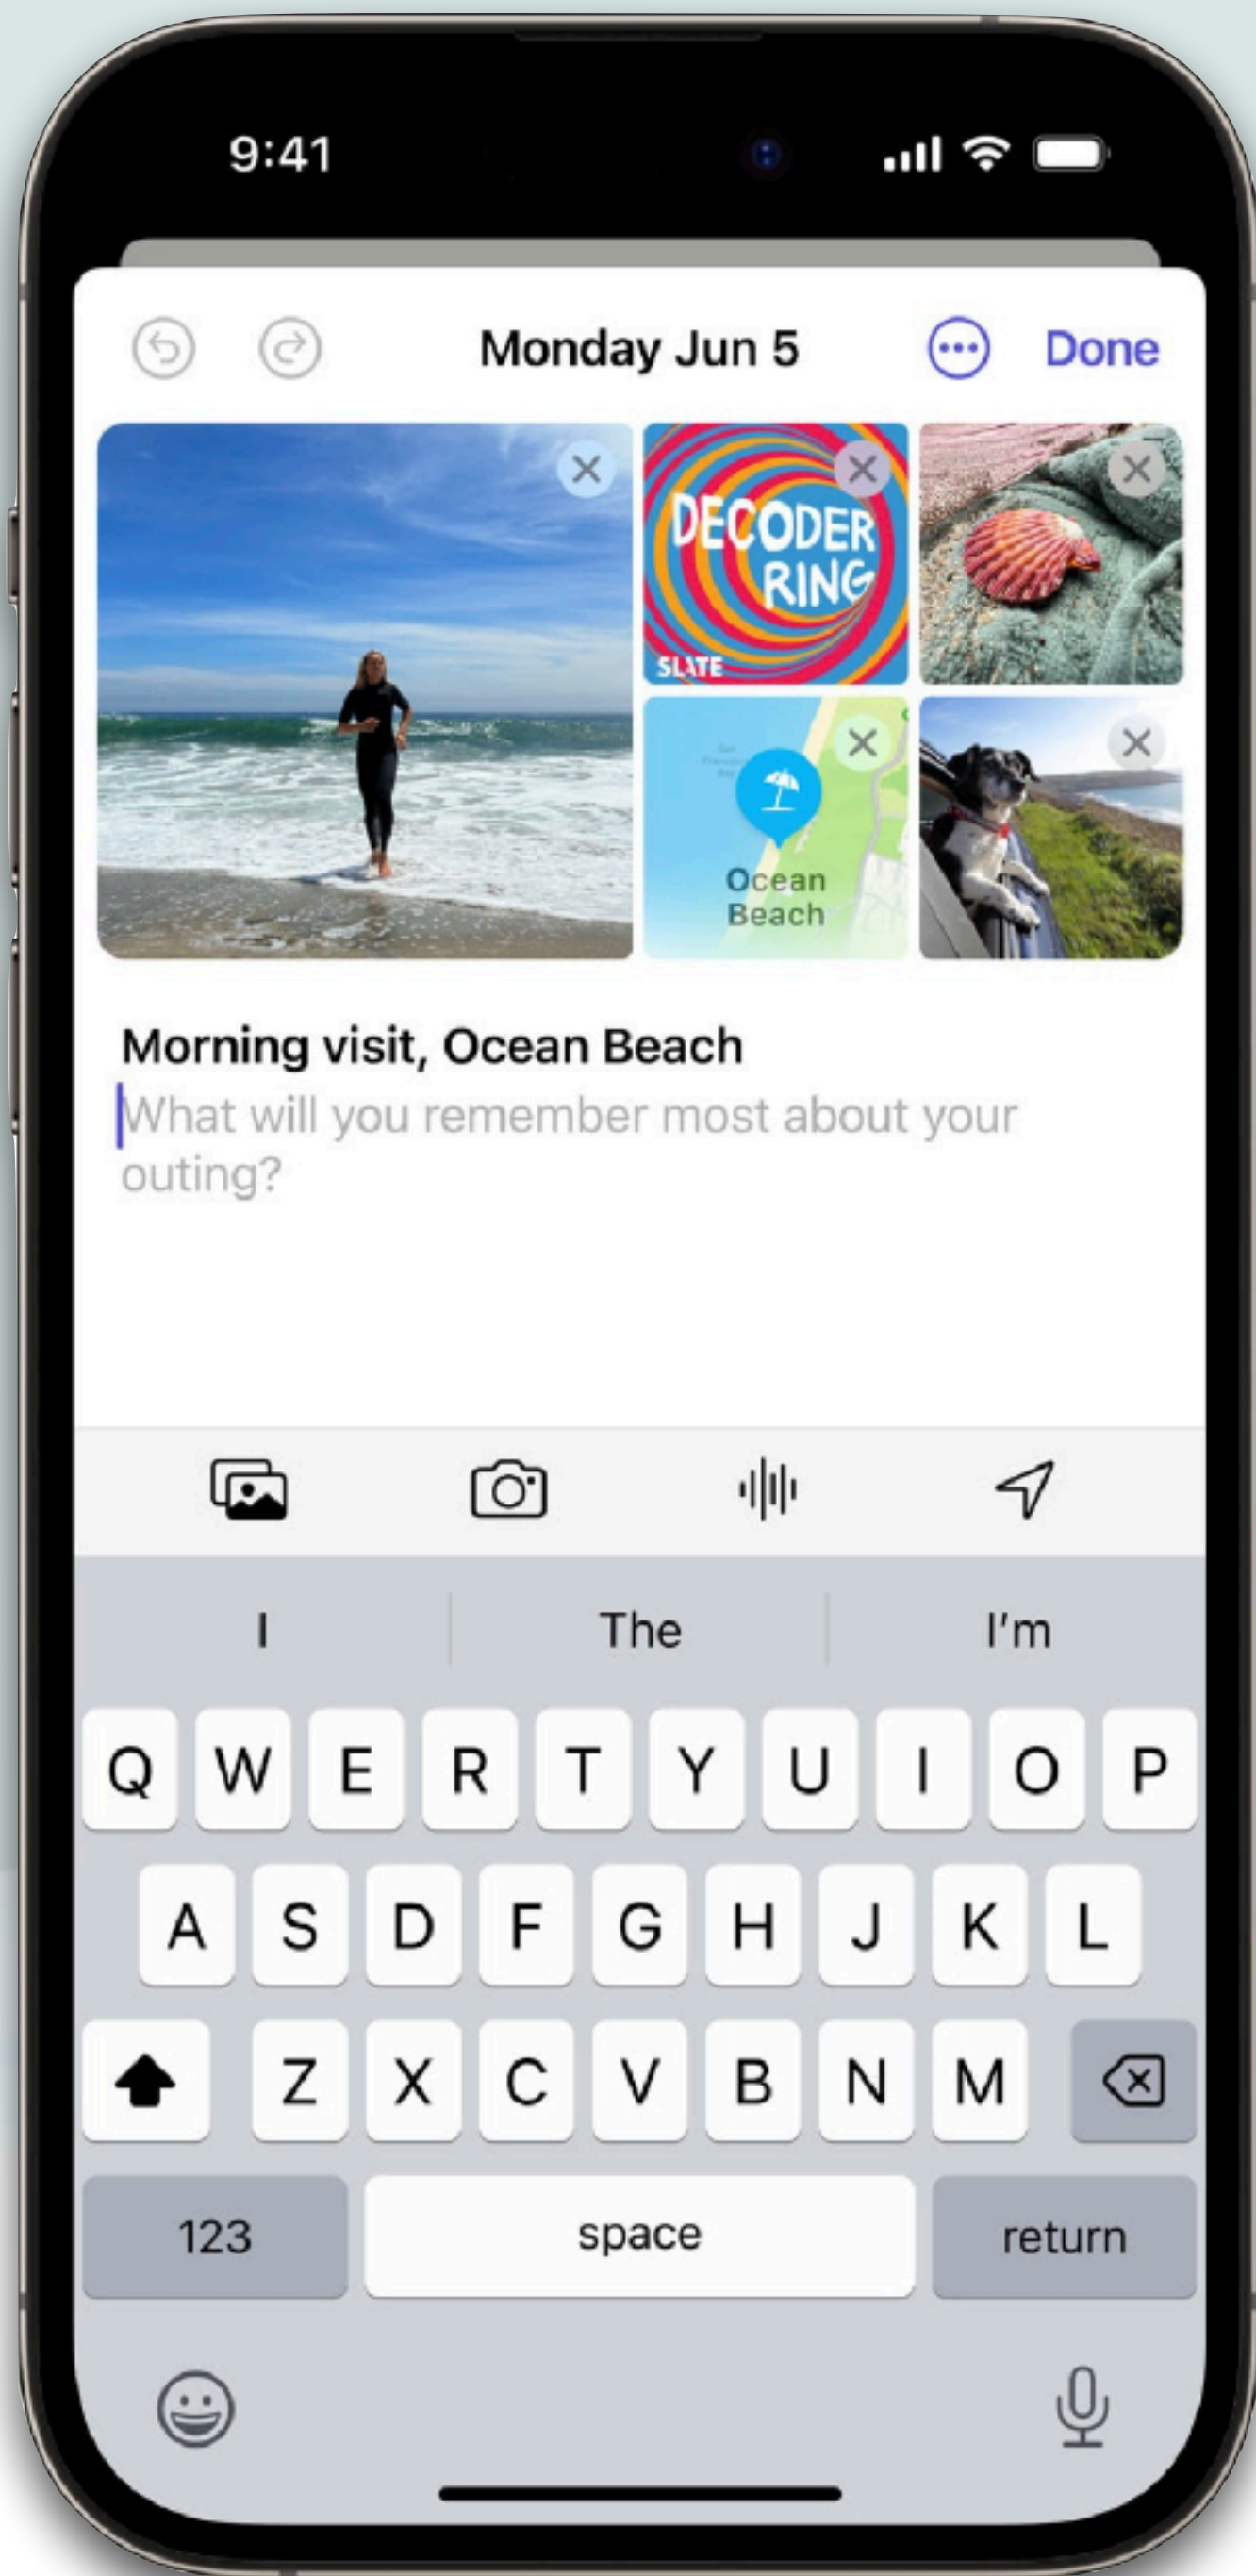 9:41
Monday Jun 5
Done
DECODER
RING
SLATE
Ocean
Beach
Morning visit, Ocean Beach
What will you remember most about your
outing?
I
The
I'm
Q W E R T Y U I O P
A S D F G H J K L
Z X C V B N M
123
space
return